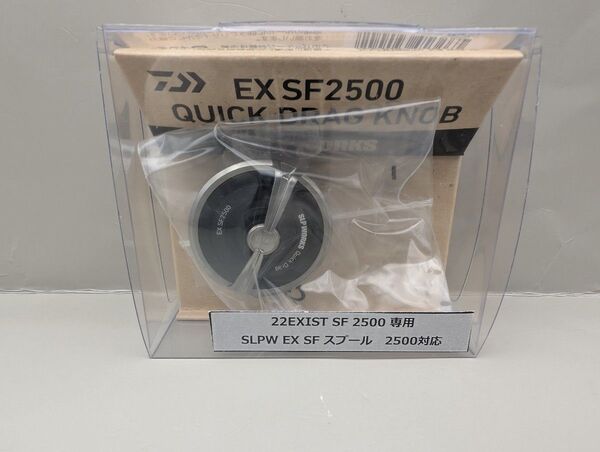 DAIWA
EX SF2500
QUICK DRAG KNOB
WORKS
EX SF2500
SLP WORKS Quick Drag
22EXIST SF 2500 専用
SLPW EX SF スプール 2500対応